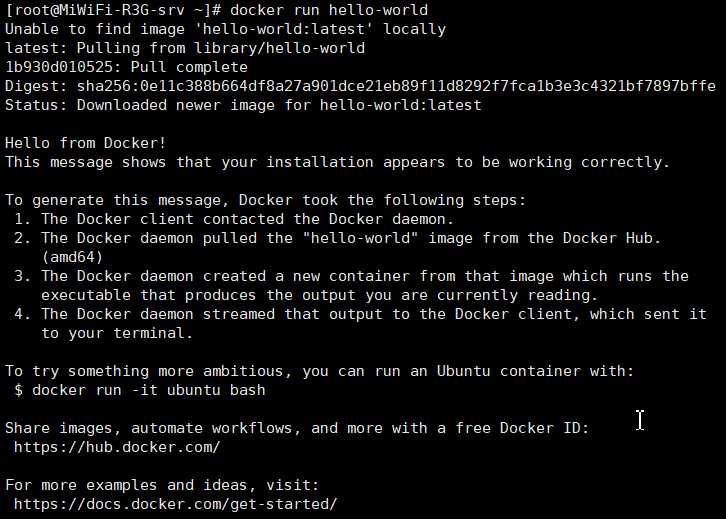 [root@MiWiFi-R3G-srv ~]# docker run hello-world
Unable to find image 'hello-world:latest' locally
latest: Pulling from library/hello-world
1b930d010525: Pull complete
Digest: sha256:0e11c388b664df8a27a901dce21eb89f11d8292f7fca1b3e3c4321bf7897bffe
Status: Downloaded newer image for hello-world:latest

Hello from Docker!
This message shows that your installation appears to be working correctly.

To generate this message, Docker took the following steps:
 1. The Docker client contacted the Docker daemon.
 2. The Docker daemon pulled the "hello-world" image from the Docker Hub.
    (amd64)
 3. The Docker daemon created a new container from that image which runs the
    executable that produces the output you are currently reading.
 4. The Docker daemon streamed that output to the Docker client, which sent it
    to your terminal.

To try something more ambitious, you can run an Ubuntu container with:
 $ docker run -it ubuntu bash

Share images, automate workflows, and more with a free Docker ID:
 https://hub.docker.com/

For more examples and ideas, visit:
 https://docs.docker.com/get-started/